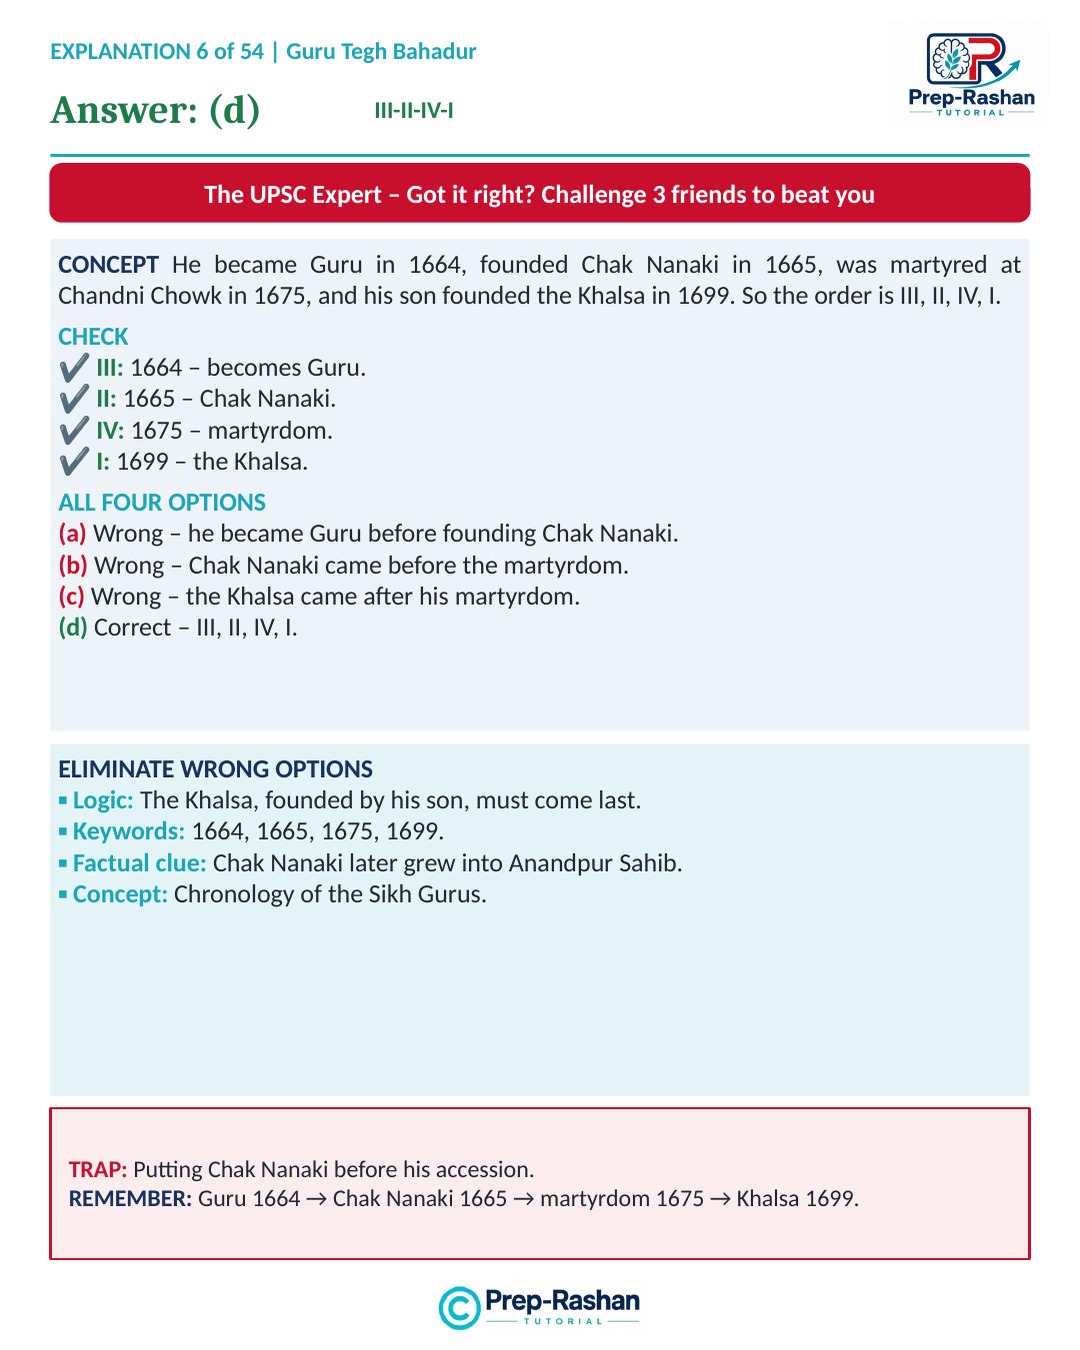 EXPLANATION 6 of 54 | Guru Tegh Bahadur
Prep-Rashan
TUTORIAL
Answer: (d) III-II-IV-I
The UPSC Expert – Got it right? Challenge 3 friends to beat you
CONCEPT He became Guru in 1664, founded Chak Nanaki in 1665, was martyred at
Chandni Chowk in 1675, and his son founded the Khalsa in 1699. So the order is III, II, IV, I.
CHECK
✔ III: 1664 – becomes Guru.
✔ II: 1665 – Chak Nanaki.
✔ IV: 1675 – martyrdom.
✔ I: 1699 – the Khalsa.
ALL FOUR OPTIONS
(a) Wrong – he became Guru before founding Chak Nanaki.
(b) Wrong – Chak Nanaki came before the martyrdom.
(c) Wrong – the Khalsa came after his martyrdom.
(d) Correct – III, II, IV, I.
ELIMINATE WRONG OPTIONS
▪ Logic: The Khalsa, founded by his son, must come last.
▪ Keywords: 1664, 1665, 1675, 1699.
▪ Factual clue: Chak Nanaki later grew into Anandpur Sahib.
▪ Concept: Chronology of the Sikh Gurus.
TRAP: Putting Chak Nanaki before his accession.
REMEMBER: Guru 1664 → Chak Nanaki 1665 → martyrdom 1675 → Khalsa 1699.
© Prep-Rashan
TUTORIAL